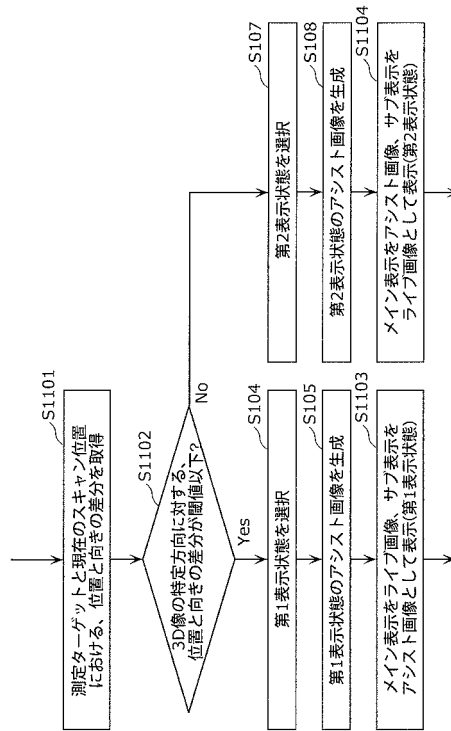 S1101
測定ターゲットと現在のスキャン位置
における、位置と向きの差分を取得
S1102
3D像の特定方向に対する、
位置と向きの差分が閾値以下?
Yes
No
S104
第1表示状態を選択
S105
第1表示状態のアシスト画像を生成
S1103
メイン表示をライブ画像、サブ表示を
アシスト画像として表示(第1表示状態)
S107
第2表示状態を選択
S108
第2表示状態のアシスト画像を生成
S1104
メイン表示をアシスト画像、サブ表示を
ライブ画像として表示(第2表示状態)